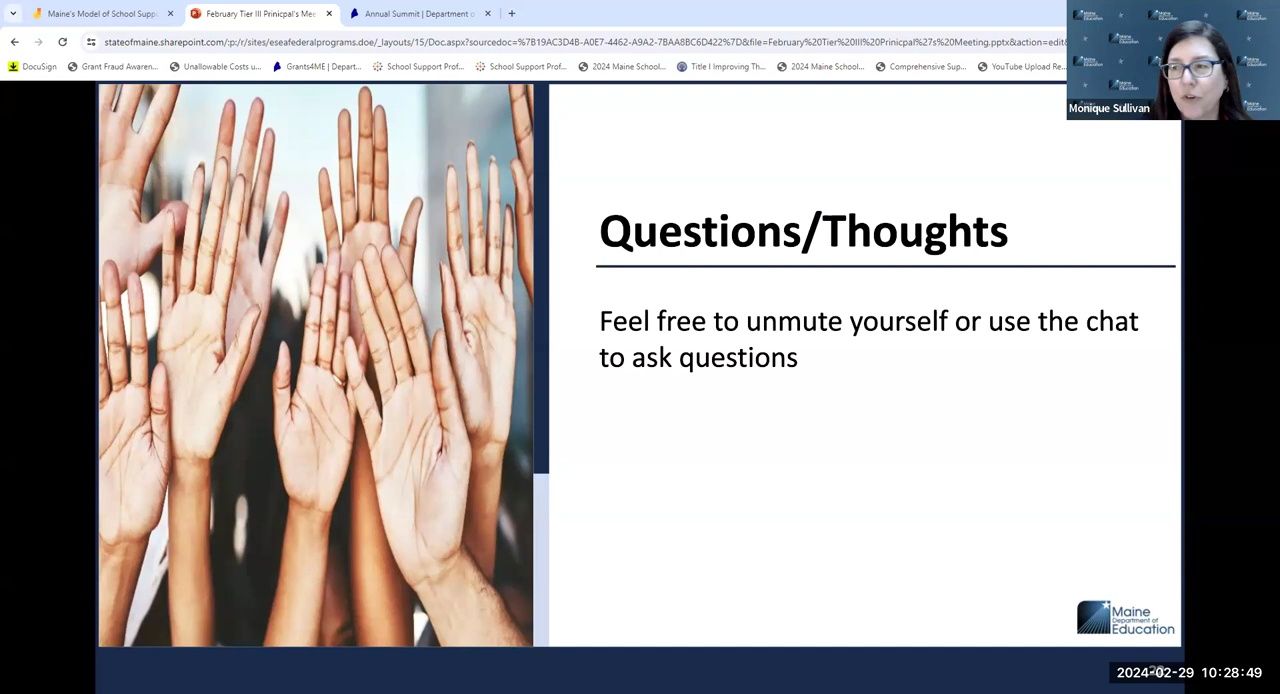 Maine's Model of School Supp
February Tier III Prinicpal's Mee
Annual Summit | Department o
stateofmaine.sharepoint.com/:p:/r/sites/eseafederalprograms.doe/_layouts/15/Doc.aspx?sourcedoc=%7B19AC3D4B-A0E7-4462-A9A2-7BAA8BC6D422%7D&file=February%20Tier%20III%20Prinicpal%27s%20Meeting.pptx&action=edit
DocuSign
Grant Fraud Awaren...
Unallowable Costs u...
Grants4ME | Depart...
School Support Prof...
School Support Prof...
2024 Maine School...
Title I Improving Th...
2024 Maine School...
Comprehensive Sup...
YouTube Upload Re...
Monique Sullivan
Questions/Thoughts
Feel free to unmute yourself or use the chat
to ask questions
Maine
Department of
Education
2024-02-29 10:28:49